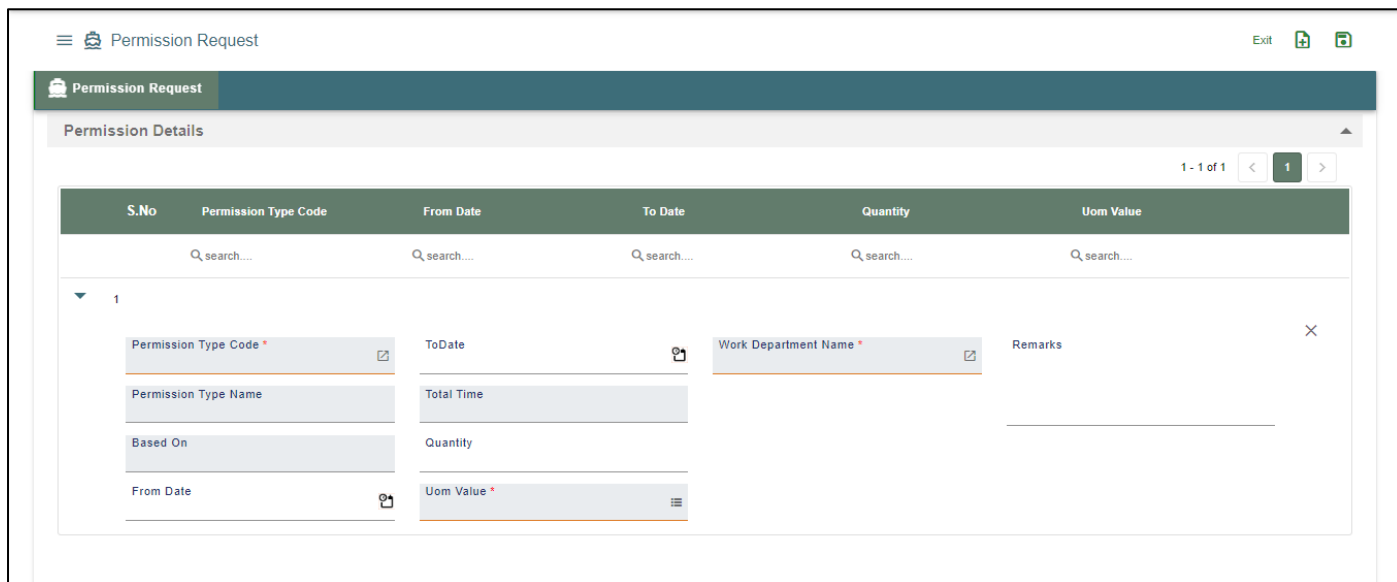 Permission Request
Exit
Permission Request
Permission Details
1 - 1 of 1 < 1 >
S.No Permission Type Code From Date To Date Quantity Uom Value
search.... search.... search.... search.... search....
1
Permission Type Code * ToDate Work Department Name * Remarks
Permission Type Name Total Time
Based On Quantity
From Date Uom Value *